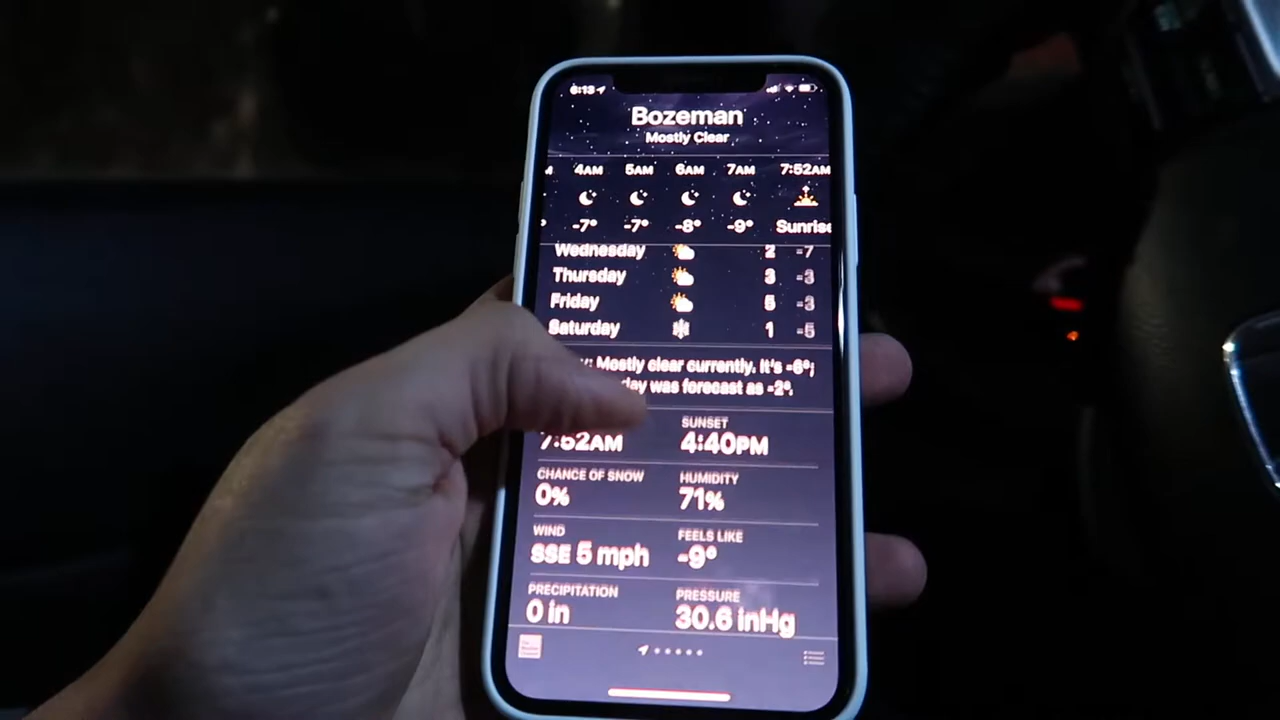 6:13
Bozeman
Mostly Clear
4AM 5AM 6AM 7AM 7:52AM
-7° -7° -8° -9° Sunrise
Wednesday 2 -7
Thursday 3 -3
Friday 5 -3
Saturday 1 -5
Mostly clear currently. It's -6°;
was forecast as -2°.
SUNSET
7:52AM 4:40PM
CHANCE OF SNOW HUMIDITY
0% 71%
WIND FEELS LIKE
SSE 5 mph -9°
PRECIPITATION PRESSURE
0 in 30.6 inHg